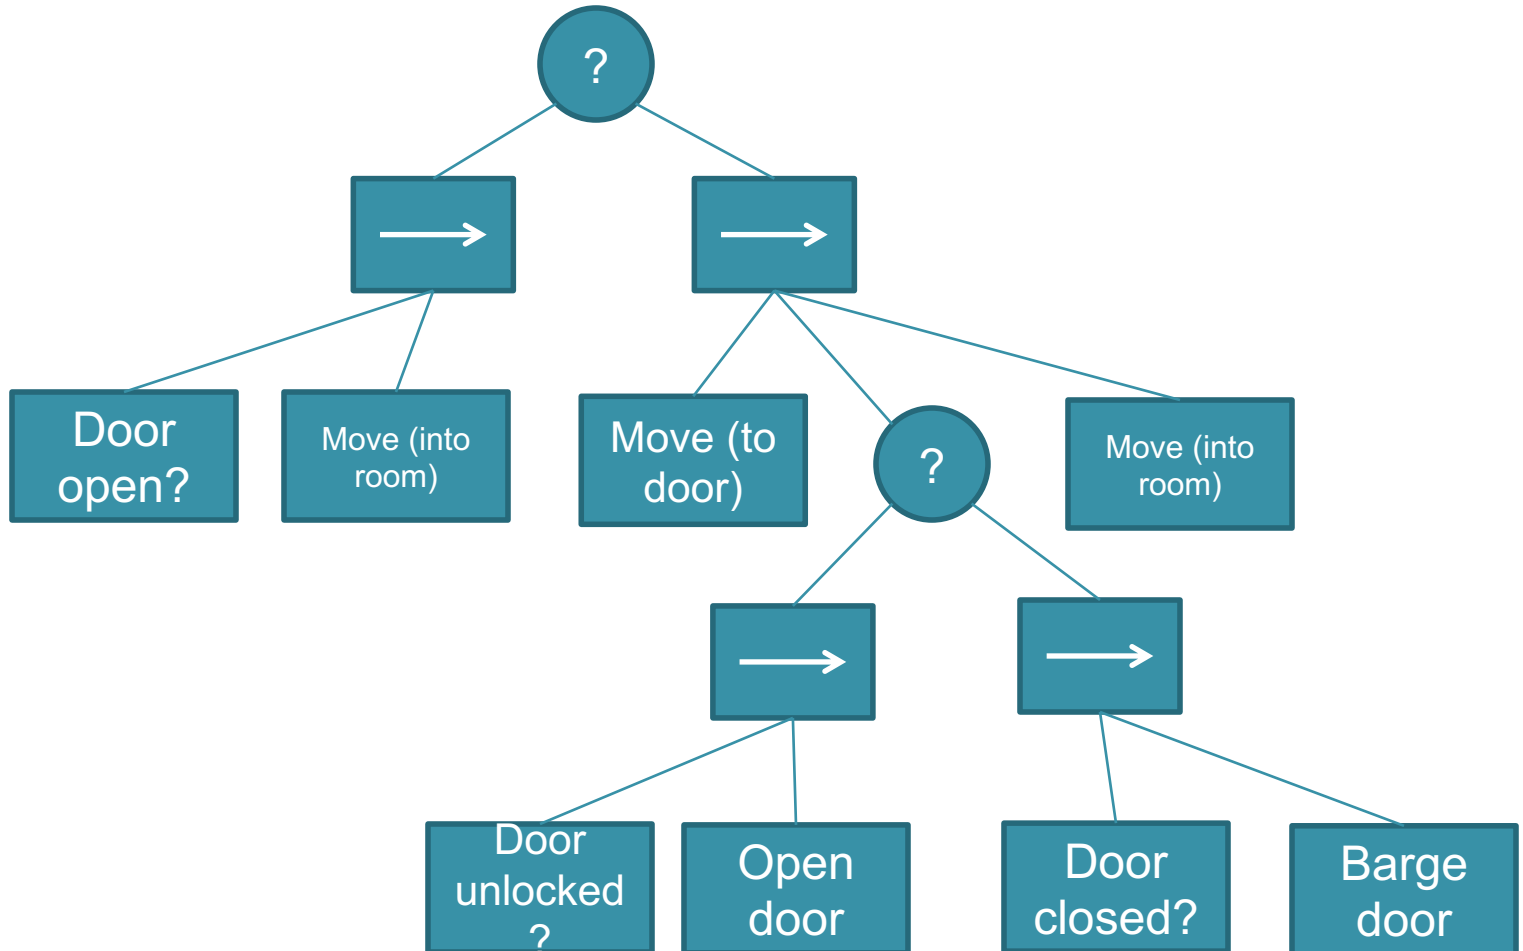 ?
Door
open?
Move (into
room)
Move (to
door)
?
Move (into
room)
Door
unlocked
?
Open
door
Door
closed?
Barge
door